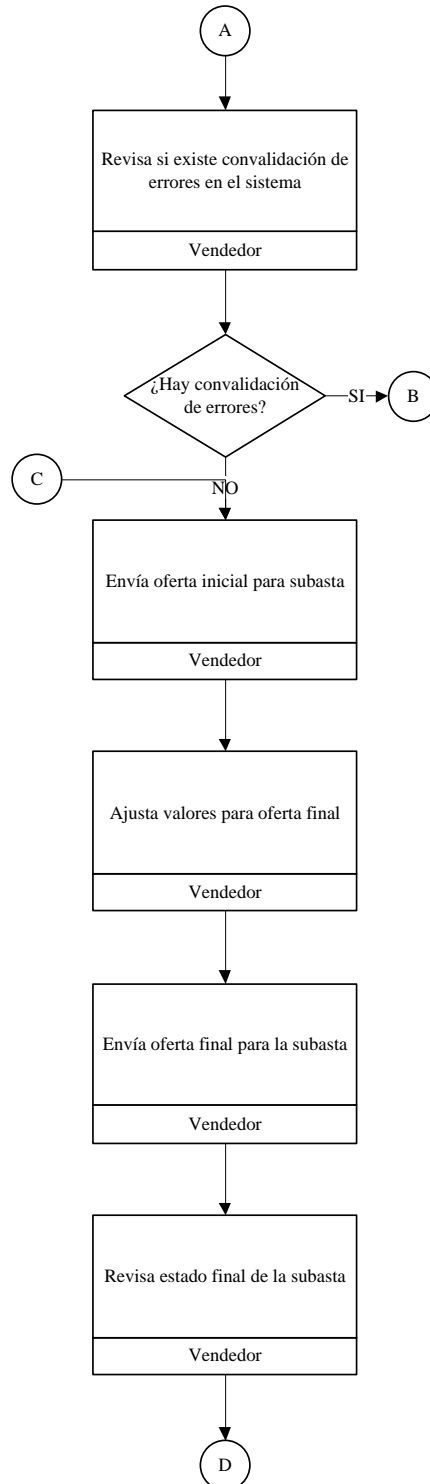 A
Revisa si existe convalidación de
errores en el sistema
Vendedor
¿Hay convalidación
de errores?
SI
B
C
NO
Envía oferta inicial para subasta
Vendedor
Ajusta valores para oferta final
Vendedor
Envía oferta final para la subasta
Vendedor
Revisa estado final de la subasta
Vendedor
D